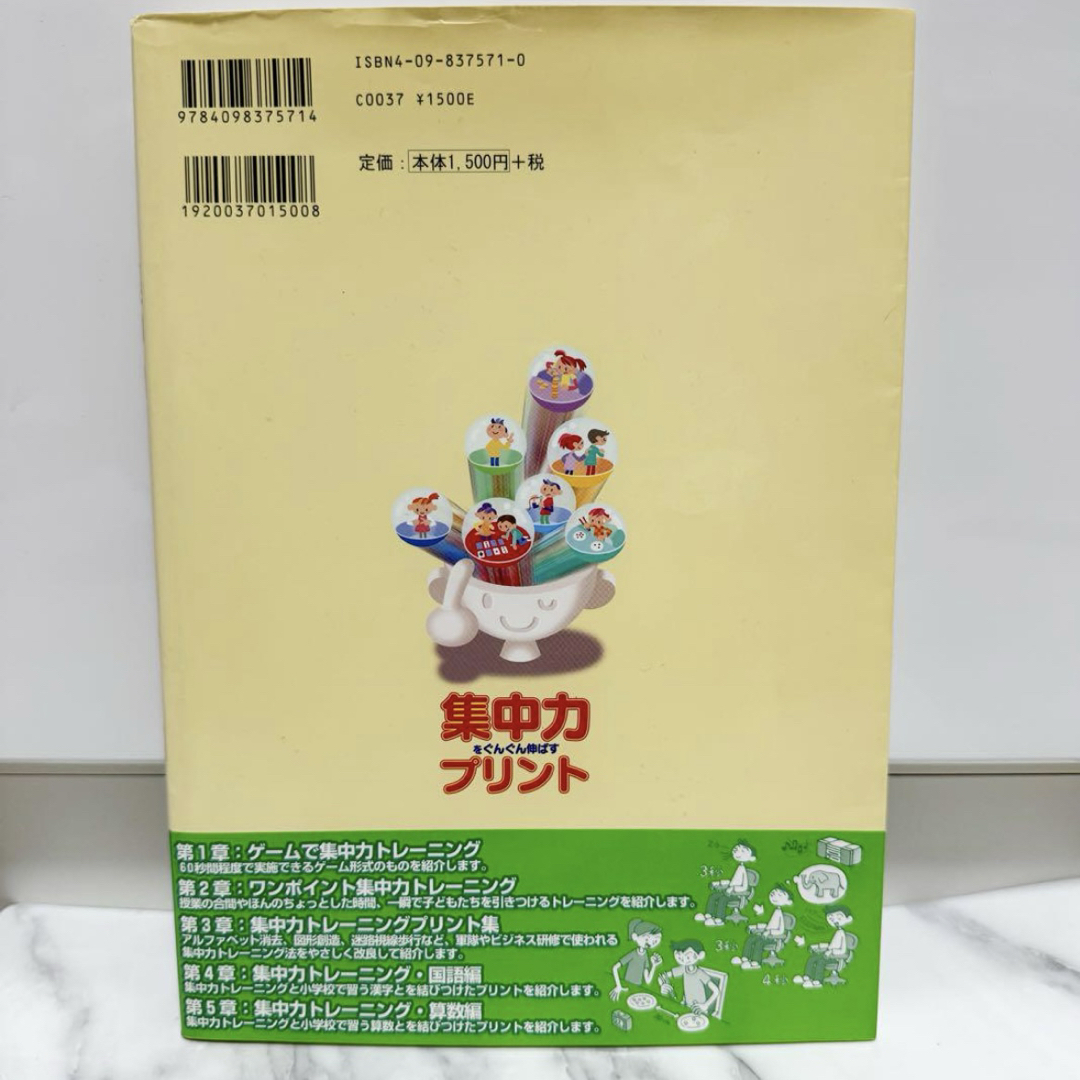 ISBN4-09-837571-0
C0037 ¥1500E
9784098375714
定価：本体1,500円＋税
1920037015008
集中力
をぐんぐん伸ばす
プリント
第1章：ゲームで集中力トレーニング
60秒間程度で実施できるゲーム形式のものを紹介します。
第2章：ワンポイント集中力トレーニング
授業の合間やほんのちょっとした時間、一瞬で子どもたちを引きつけるトレーニングを紹介します。
第3章：集中力トレーニングプリント集
アルファベット消去、図形創造、迷路視線歩行など、軍隊やビジネス研修で使われる
集中力トレーニング法をやさしく改良して紹介します。
第4章：集中力トレーニング・国語編
集中力トレーニングと小学校で習う漢字とを結びつけたプリントを紹介します。
第5章：集中力トレーニング・算数編
集中力トレーニングと小学校で習う算数とを結びつけたプリントを紹介します。
3秒
3秒
4秒